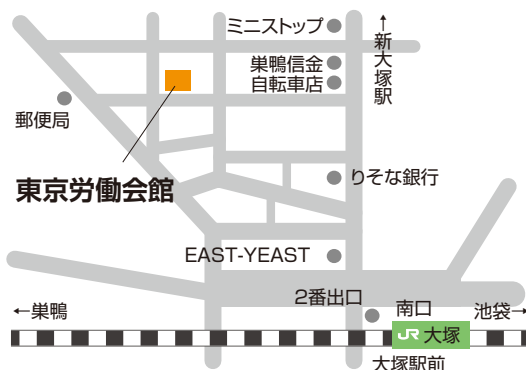 ミニストップ
↑新大塚駅
巣鴨信金
自転車店
郵便局
東京労働会館
りそな銀行
EAST-YEAST
2番出口
南口
←巣鴨
池袋→
JR 大塚
大塚駅前